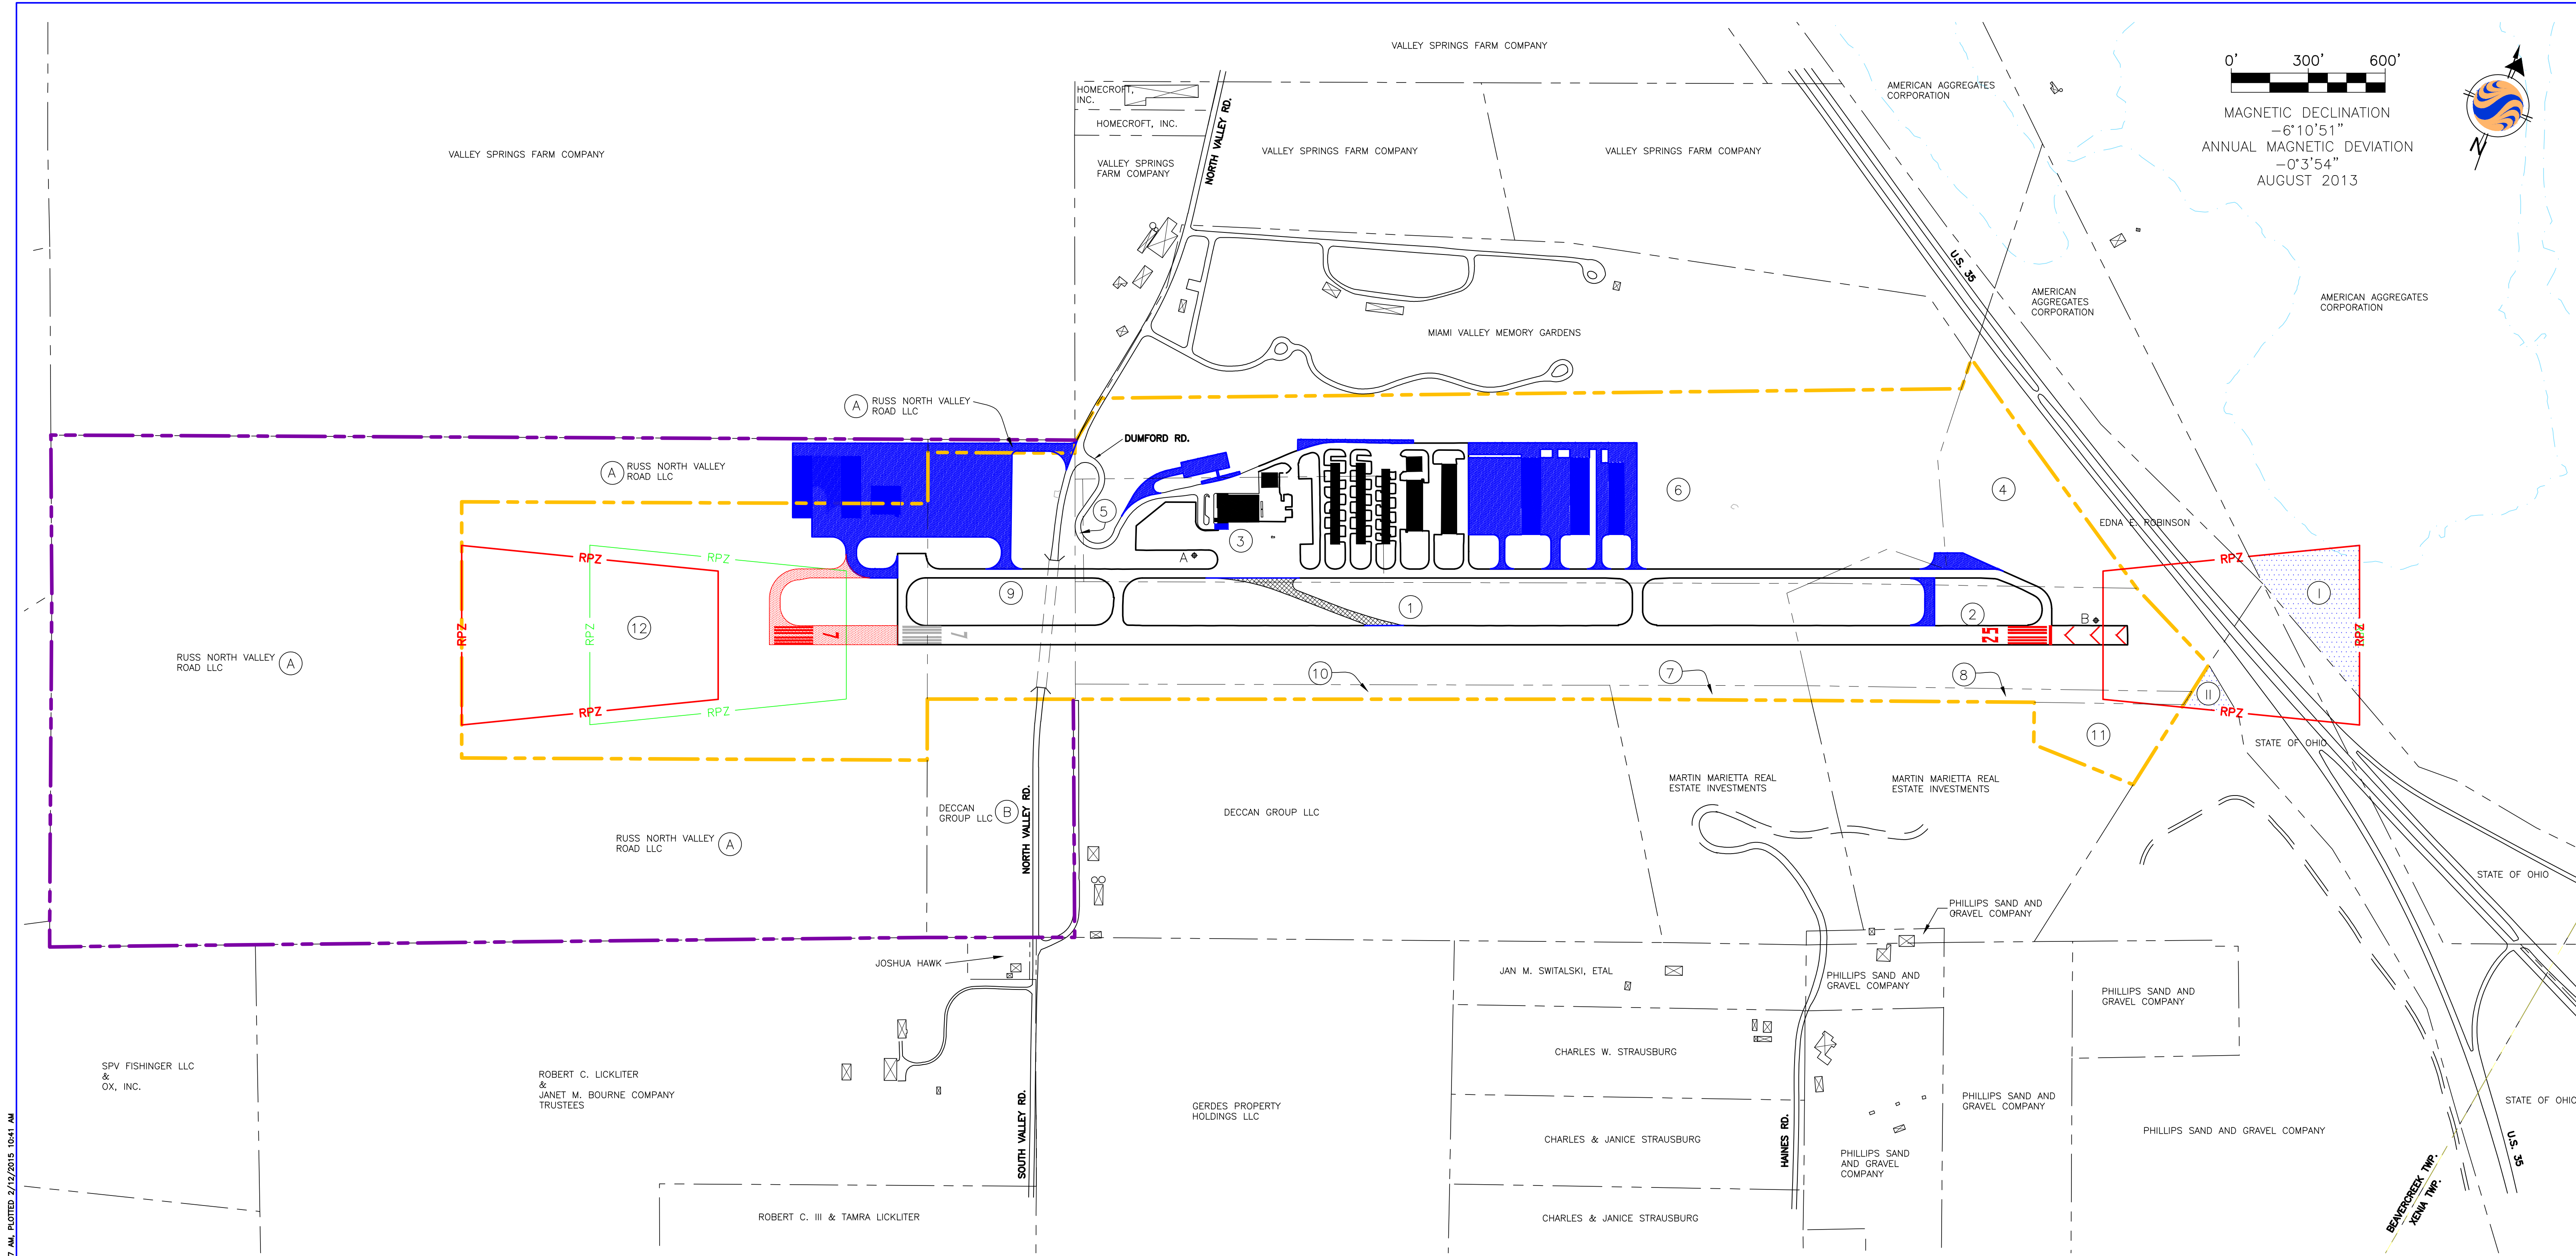 VALLEY SPRINGS FARM COMPANY
0' 300' 600'
MAGNETIC DECLINATION
-6°10'51"
ANNUAL MAGNETIC DEVIATION
-0°3'54"
AUGUST 2013
N
AMERICAN AGGREGATES
CORPORATION
HOMECROFT,
INC.
HOMECROFT, INC.
NORTH VALLEY RD.
VALLEY SPRINGS FARM COMPANY
VALLEY SPRINGS
FARM COMPANY
VALLEY SPRINGS FARM COMPANY
VALLEY SPRINGS FARM COMPANY
U.S. 35
AMERICAN
AGGREGATES
CORPORATION
AMERICAN AGGREGATES
CORPORATION
MIAMI VALLEY MEMORY GARDENS
A RUSS NORTH VALLEY
ROAD LLC
DUMFORD RD.
A RUSS NORTH VALLEY
ROAD LLC
5
3
6
4
EDNA E. ROBINSON
A
RPZ
RPZ
RPZ
I
9
1
2
B
RPZ
RPZ
12
7
7
25
RPZ
RUSS NORTH VALLEY A
ROAD LLC
10
7
8
II
RPZ
RPZ
RPZ
11
STATE OF OHIO
MARTIN MARIETTA REAL
ESTATE INVESTMENTS
MARTIN MARIETTA REAL
ESTATE INVESTMENTS
DECCAN
GROUP LLC B
NORTH VALLEY RD.
DECCAN GROUP LLC
RUSS NORTH VALLEY A
ROAD LLC
STATE OF OHIO
PHILLIPS SAND AND
GRAVEL COMPANY
JOSHUA HAWK
JAN M. SWITALSKI, ETAL
PHILLIPS SAND AND
GRAVEL COMPANY
PHILLIPS SAND AND
GRAVEL COMPANY
CHARLES W. STRAUSBURG
SPV FISHINGER LLC
&
OX, INC.
ROBERT C. LICKLITER
&
JANET M. BOURNE COMPANY
TRUSTEES
SOUTH VALLEY RD.
GERDES PROPERTY
HOLDINGS LLC
PHILLIPS SAND AND
GRAVEL COMPANY
STATE OF OHIO
CHARLES & JANICE STRAUSBURG
HAINES RD.
PHILLIPS SAND
AND GRAVEL
COMPANY
PHILLIPS SAND AND GRAVEL COMPANY
U.S. 35
BEAVERCREEK TWP.
XENIA TWP.
ROBERT C. III & TAMRA LICKLITER
CHARLES & JANICE STRAUSBURG
7 AM, PLOTTED 2/12/2015 10:41 AM